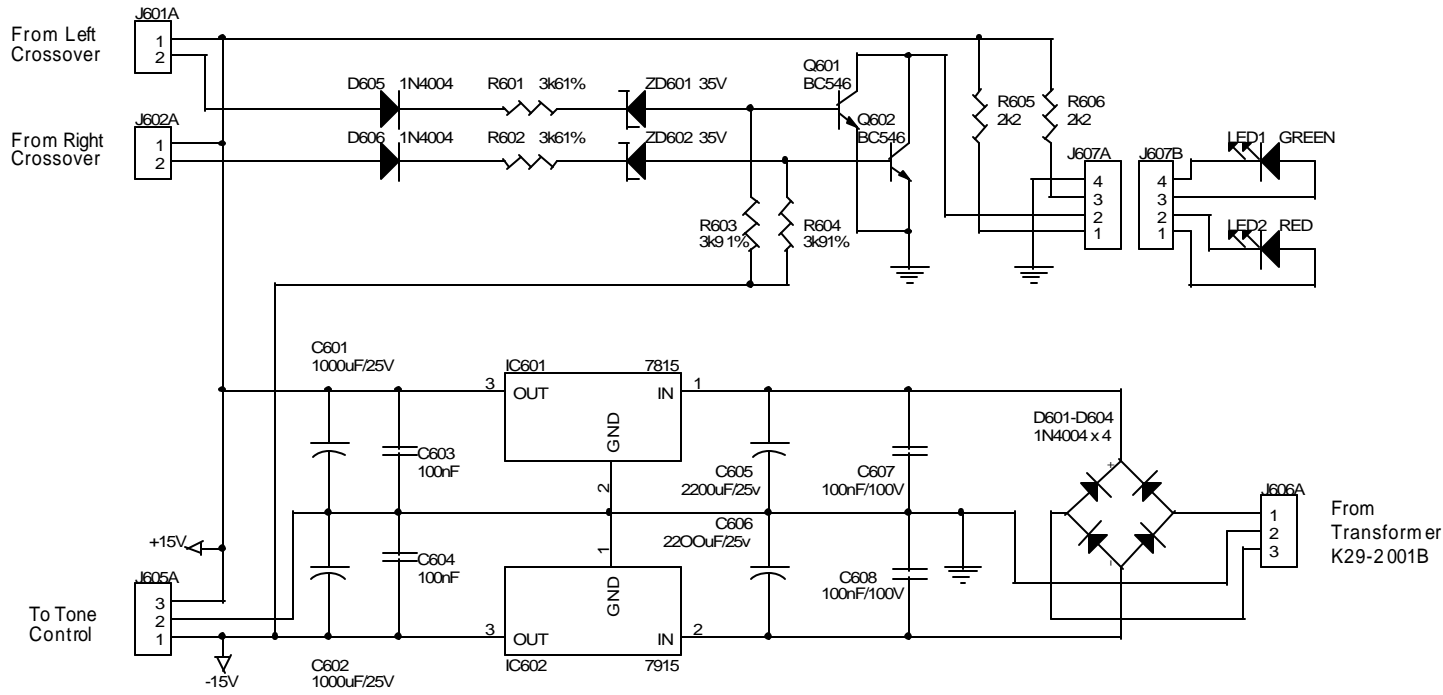 J601A
From Left
Crossover
1
2
D605 1N4004
R601 3k61%
ZD601 35V
Q601
BC546
J602A
From Right
Crossover
1
2
D606 1N4004
R602 3k61%
ZD602 35V
Q602
BC546
R605
2k2
R606
2k2
J607A
4
3
2
1
J607B
4
3
2
1
LED1 GREEN
LED2 RED
R603
3k9 1%
R604
3k91%
C601
1000uF/25V
IC601 7815
3 OUT IN 1
GND
2
C603
100nF
C605
2200uF/25v
C607
100nF/100V
D601-D604
1N4004 x 4
+
-
J606A
1
2
3
From
Transformer
K29-2001B
+15V
C604
100nF
C606
22OOuF/25v
C608
100nF/100V
1
GND
3 OUT IN 2
IC602 7915
J605A
3
2
1
To Tone
Control
-15V
C602
1000uF/25V